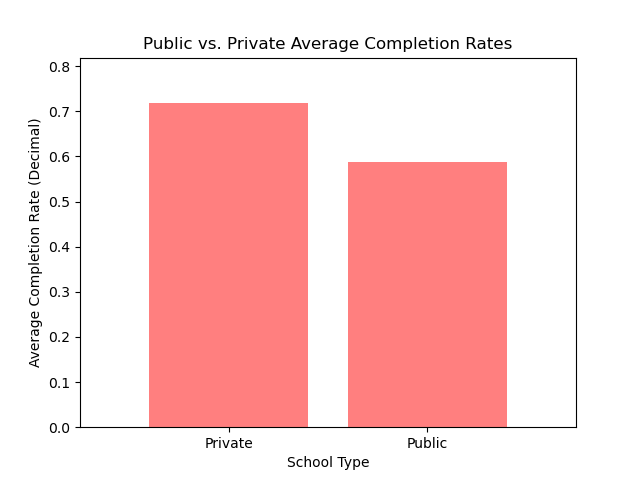 Public vs. Private Average Completion Rates
Average Completion Rate (Decimal)
0.8
0.7
0.6
0.5
0.4
0.3
0.2
0.1
0.0
Private Public
School Type